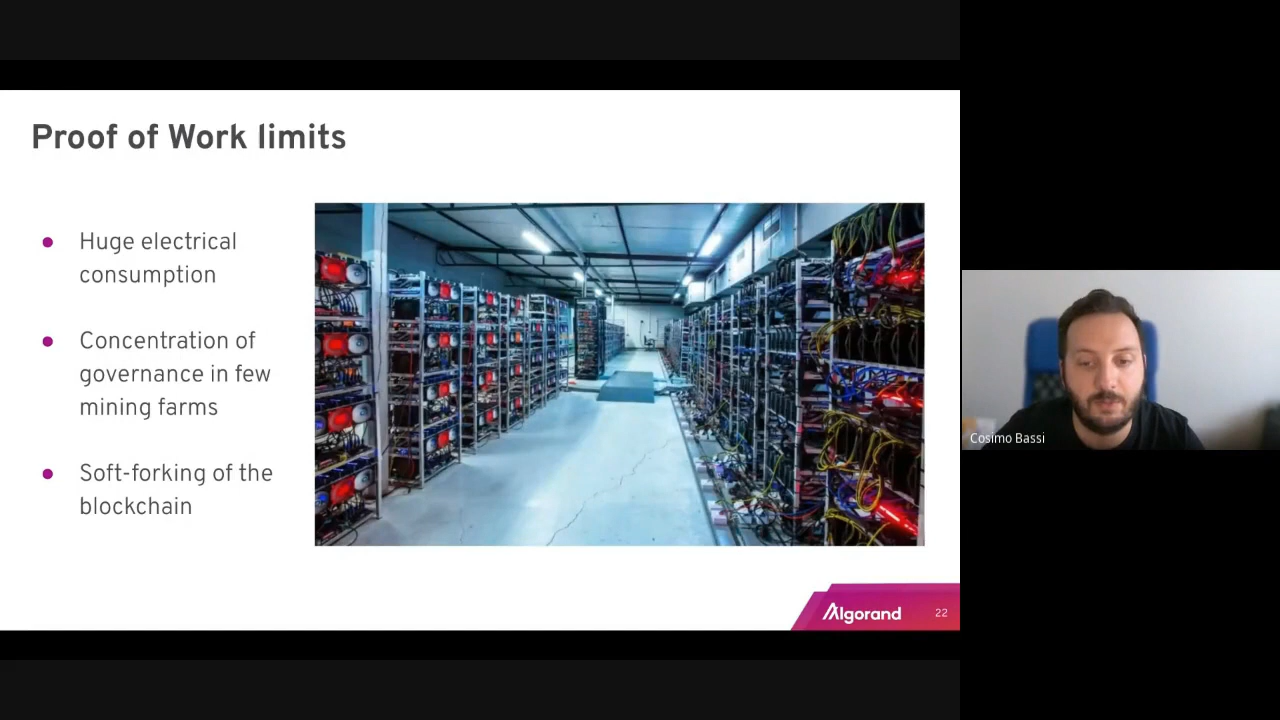 Proof of Work limits
Huge electrical
consumption
Concentration of
governance in few
mining farms
Soft-forking of the
blockchain
Algorand
22
Cosimo Bassi